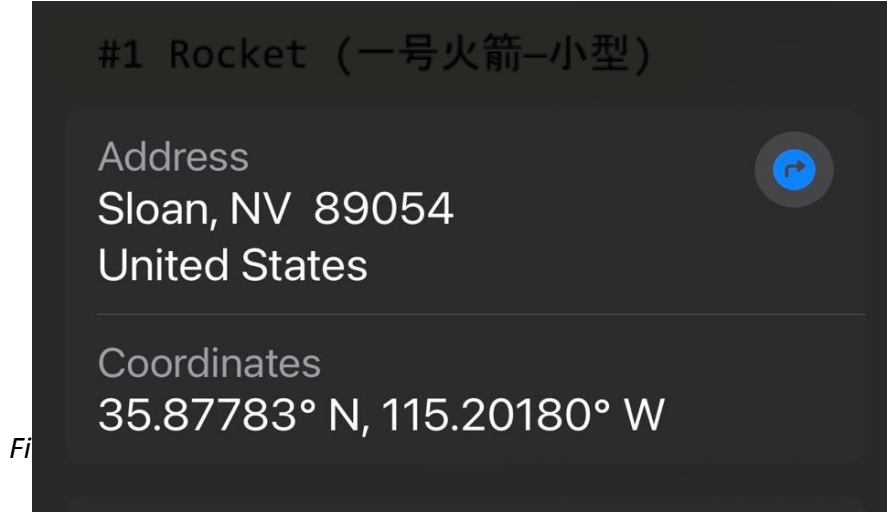 #1 Rocket (一号火箭—小型)
Address
Sloan, NV 89054
United States
Coordinates
35.87783° N, 115.20180° W
Fi